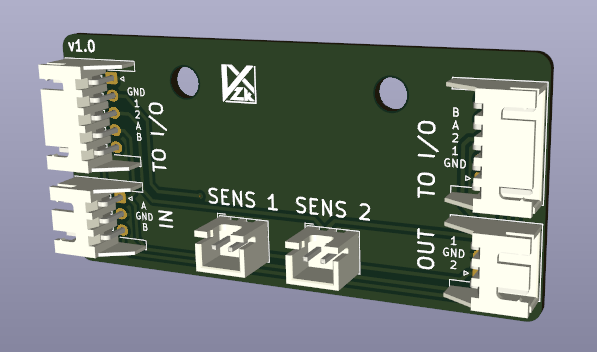 v1.0
GND
1
2
A
B
TO I/O
A
GND
B
IN
SENS 1
SENS 2
TO I/O
B
A
2
1
GND
OUT
1
GND
2